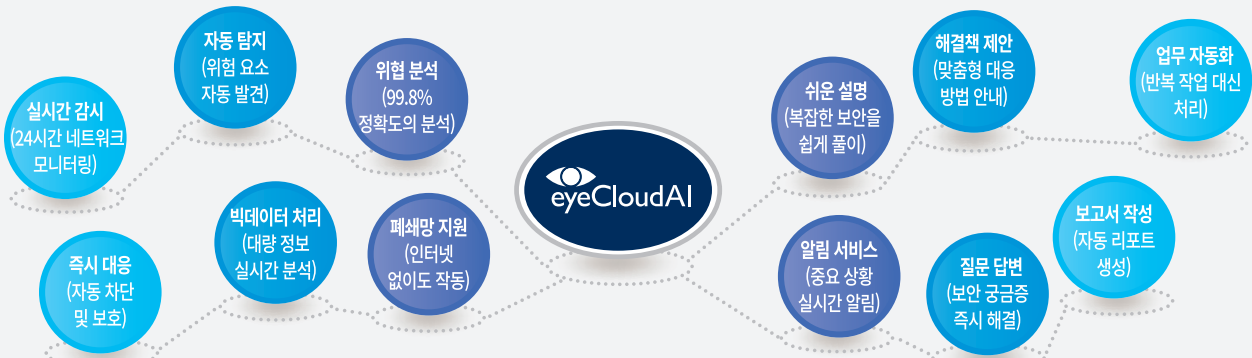 실시간 감시
(24시간 네트워크
모니터링)
자동 탐지
(위험 요소
자동 발견)
위협 분석
(99.8%
정확도의 분석)
즉시 대응
(자동 차단
및 보호)
빅데이터 처리
(대량 정보
실시간 분석)
폐쇄망 지원
(인터넷
없이도 작동)
eyeCloudAI
쉬운 설명
(복잡한 보안을
쉽게 풀이)
해결책 제안
(맞춤형 대응
방법 안내)
업무 자동화
(반복 작업 대신
처리)
알림 서비스
(중요 상황
실시간 알림)
질문 답변
(보안 궁금증
즉시 해결)
보고서 작성
(자동 리포트
생성)